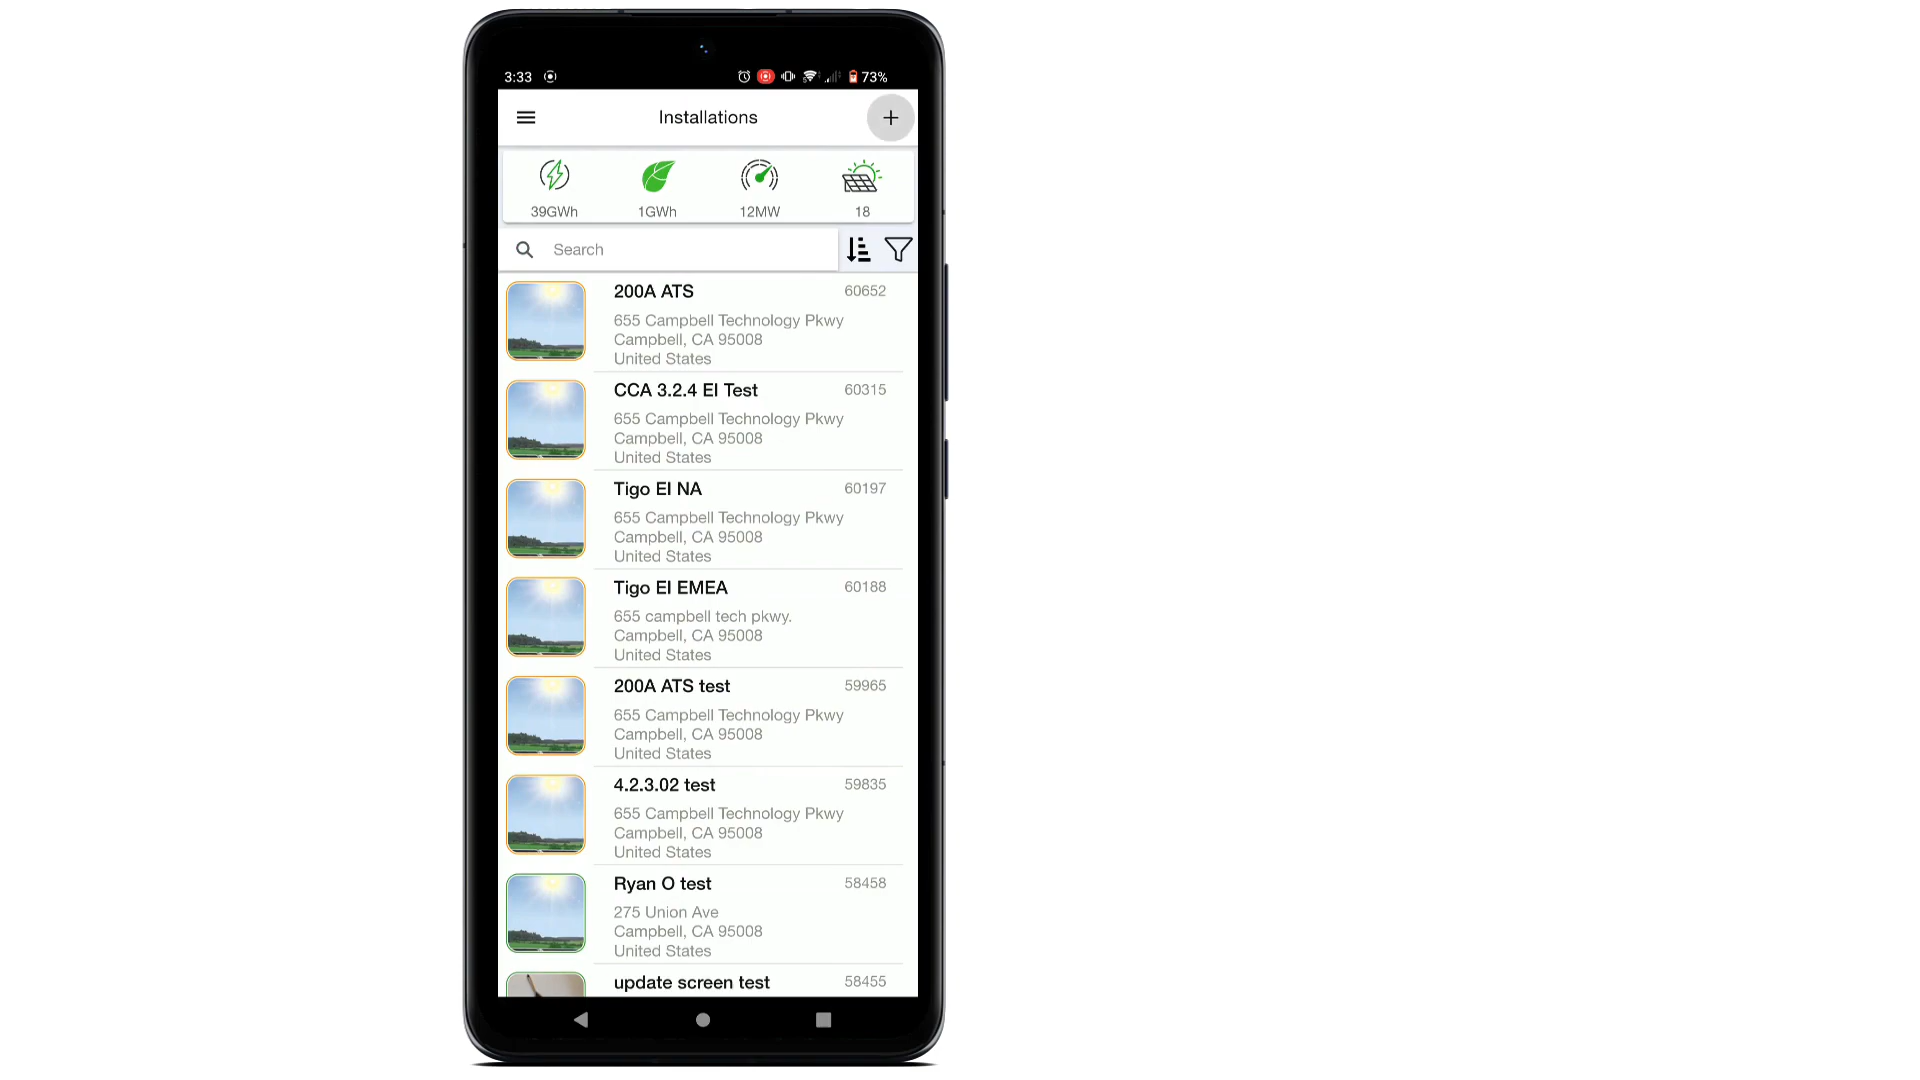 3:33
73%
Installations
39GWh 1GWh 12MW 18
Search
200A ATS 60652
655 Campbell Technology Pkwy
Campbell, CA 95008
United States
CCA 3.2.4 EI Test 60315
655 Campbell Technology Pkwy
Campbell, CA 95008
United States
Tigo EI NA 60197
655 Campbell Technology Pkwy
Campbell, CA 95008
United States
Tigo EI EMEA 60188
655 campbell tech pkwy.
Campbell, CA 95008
United States
200A ATS test 59965
655 Campbell Technology Pkwy
Campbell, CA 95008
United States
4.2.3.02 test 59835
655 Campbell Technology Pkwy
Campbell, CA 95008
United States
Ryan O test 58458
275 Union Ave
Campbell, CA 95008
United States
update screen test 58455